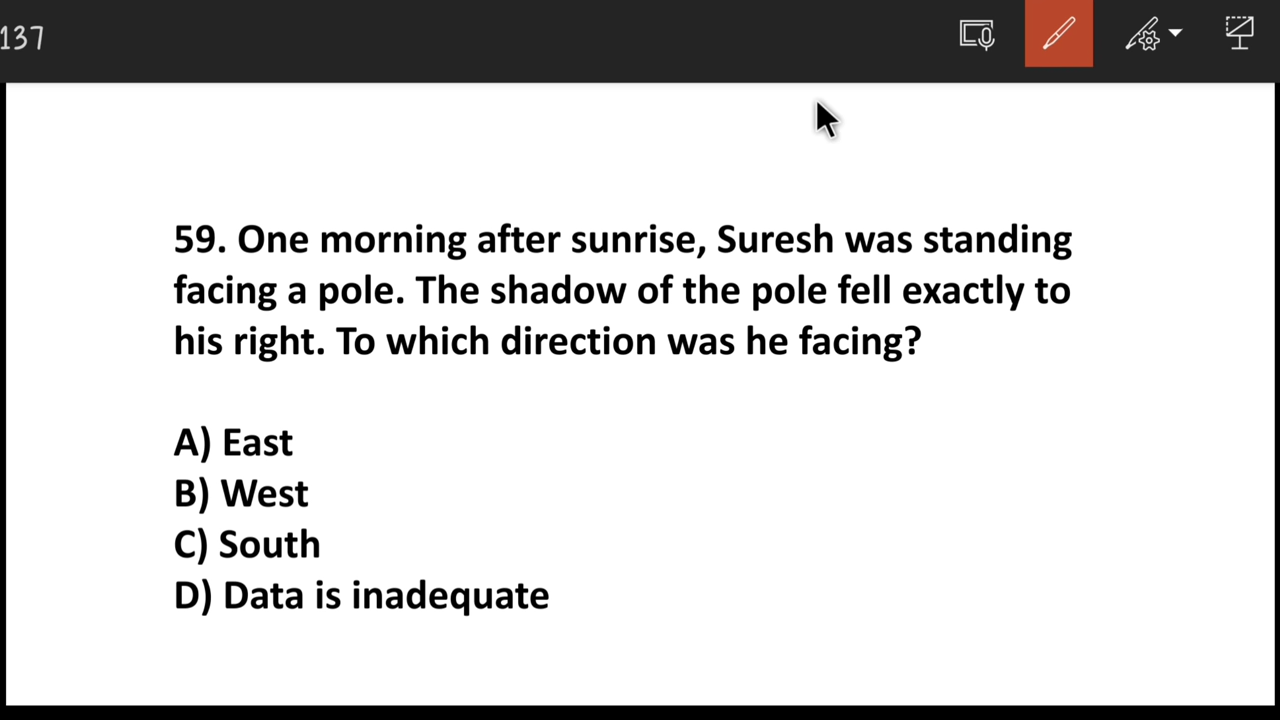 137
59. One morning after sunrise, Suresh was standing
facing a pole. The shadow of the pole fell exactly to
his right. To which direction was he facing?
A) East
B) West
C) South
D) Data is inadequate